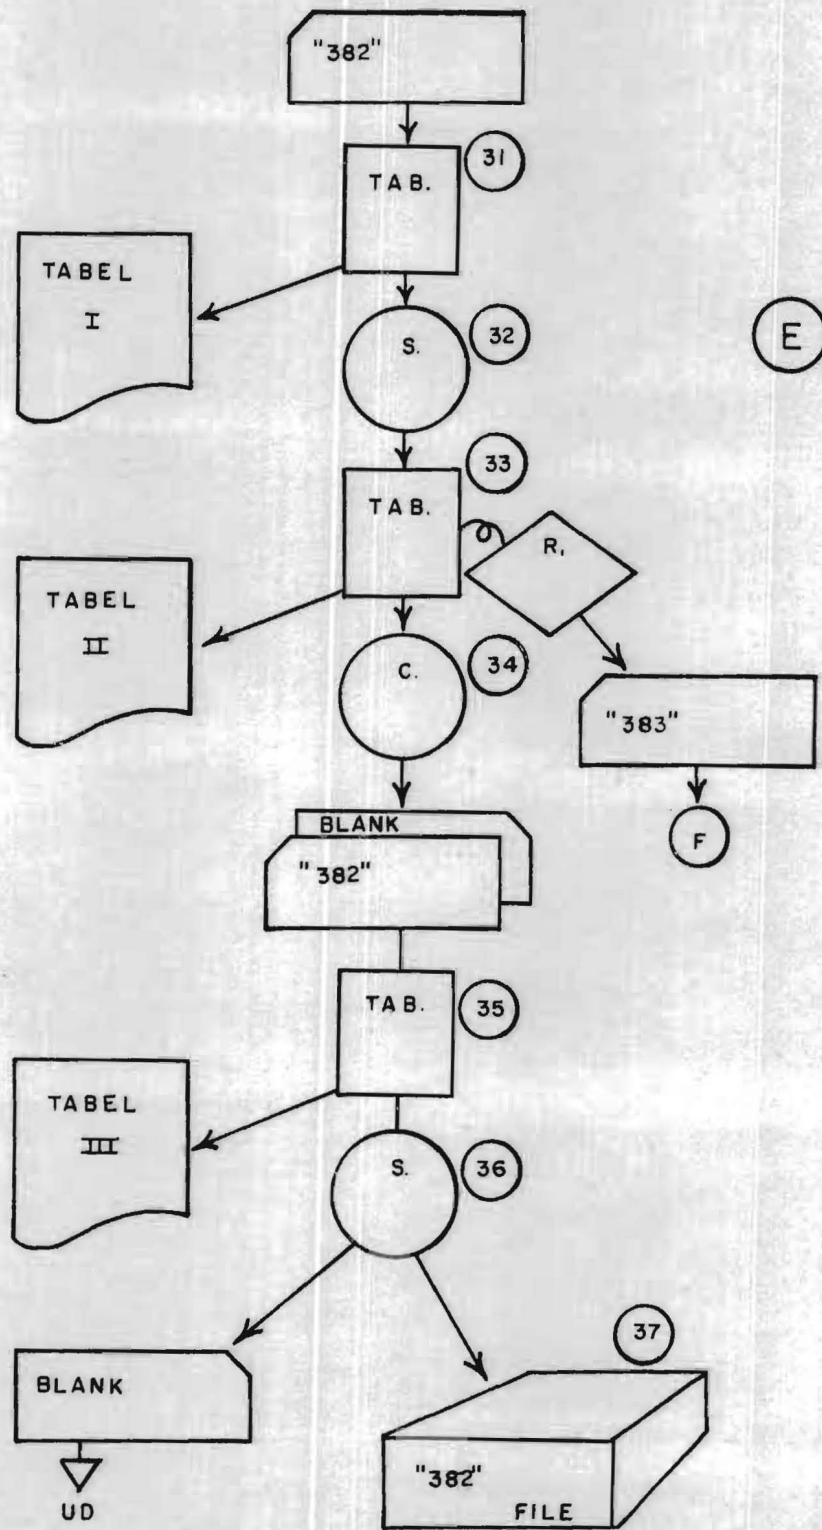 "382"
31
TAB.
TABEL
I
S.
32
E
33
TAB.
R.
TABEL
II
C.
34
"383"
F
BLANK
"382"
TAB.
35
TABEL
III
S.
36
37
BLANK
"382"
FILE
UD